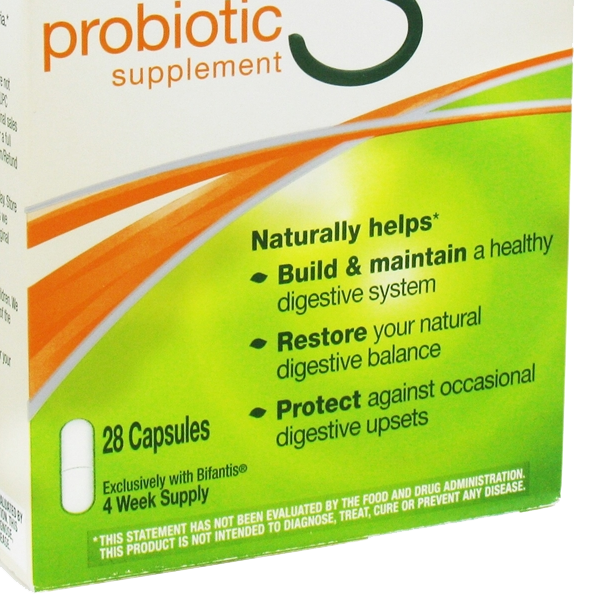 probiotic
supplement
Naturally helps*
Build & maintain a healthy
digestive system
Restore your natural
digestive balance
Protect against occasional
digestive upsets
28 Capsules
Exclusively with Bifantis®
4 Week Supply
*THIS STATEMENT HAS NOT BEEN EVALUATED BY THE FOOD AND DRUG ADMINISTRATION.
THIS PRODUCT IS NOT INTENDED TO DIAGNOSE, TREAT, CURE OR PREVENT ANY DISEASE.